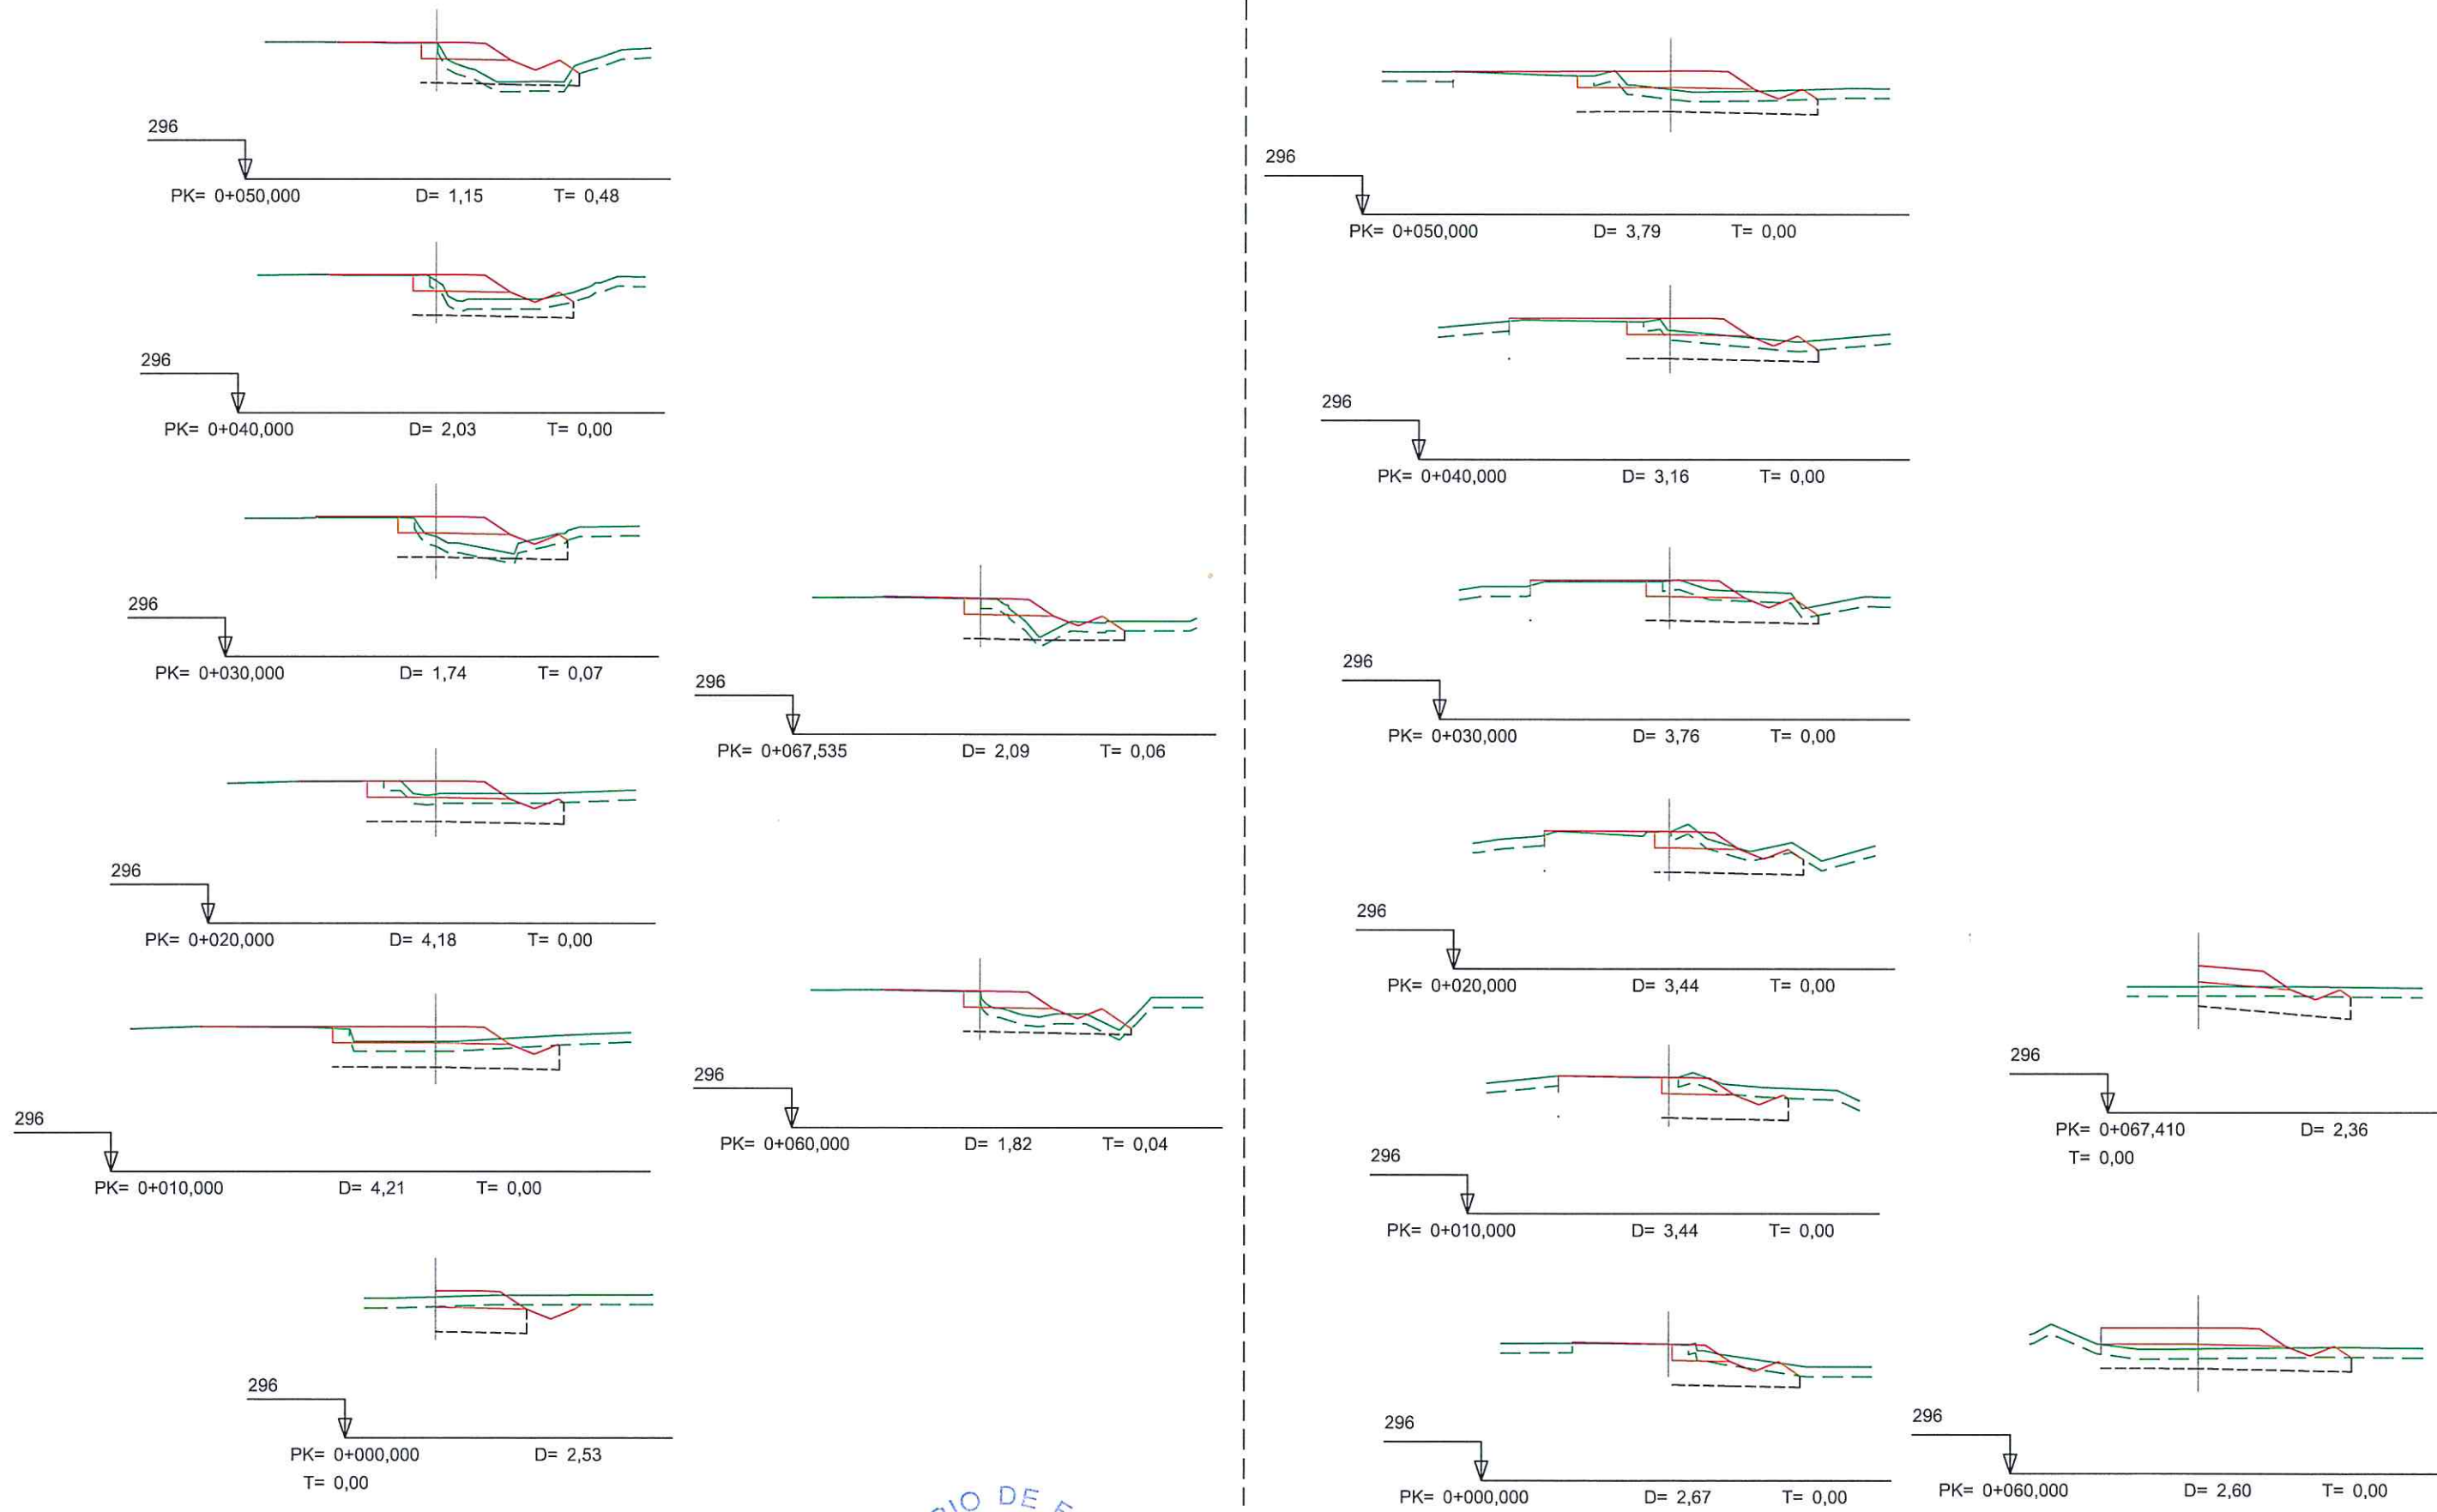 296
PK= 0+050,000 D= 1,15 T= 0,48
296
PK= 0+040,000 D= 2,03 T= 0,00
296
PK= 0+030,000 D= 1,74 T= 0,07
296
PK= 0+020,000 D= 4,18 T= 0,00
296
PK= 0+010,000 D= 4,21 T= 0,00
296
PK= 0+000,000 D= 2,53
T= 0,00
296
PK= 0+067,535 D= 2,09 T= 0,06
296
PK= 0+060,000 D= 1,82 T= 0,04
296
PK= 0+050,000 D= 3,79 T= 0,00
296
PK= 0+040,000 D= 3,16 T= 0,00
296
PK= 0+030,000 D= 3,76 T= 0,00
296
PK= 0+020,000 D= 3,44 T= 0,00
296
PK= 0+010,000 D= 3,44 T= 0,00
296
PK= 0+000,000 D= 2,67 T= 0,00
296
PK= 0+067,410 D= 2,36
T= 0,00
296
PK= 0+060,000 D= 2,60 T= 0,00
DE